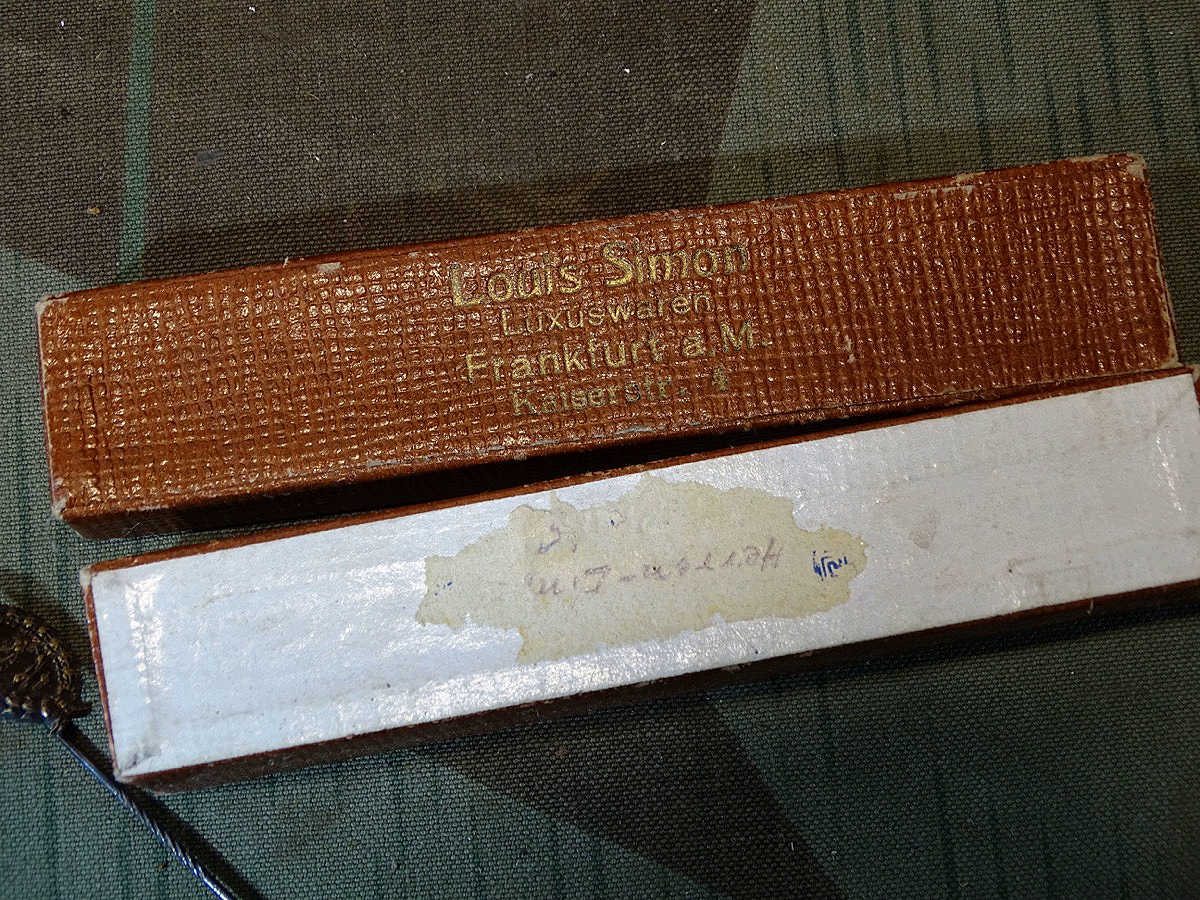 Louis Simon
Luxuswaren
Frankfurt a. M.
Kaiserstr. 4